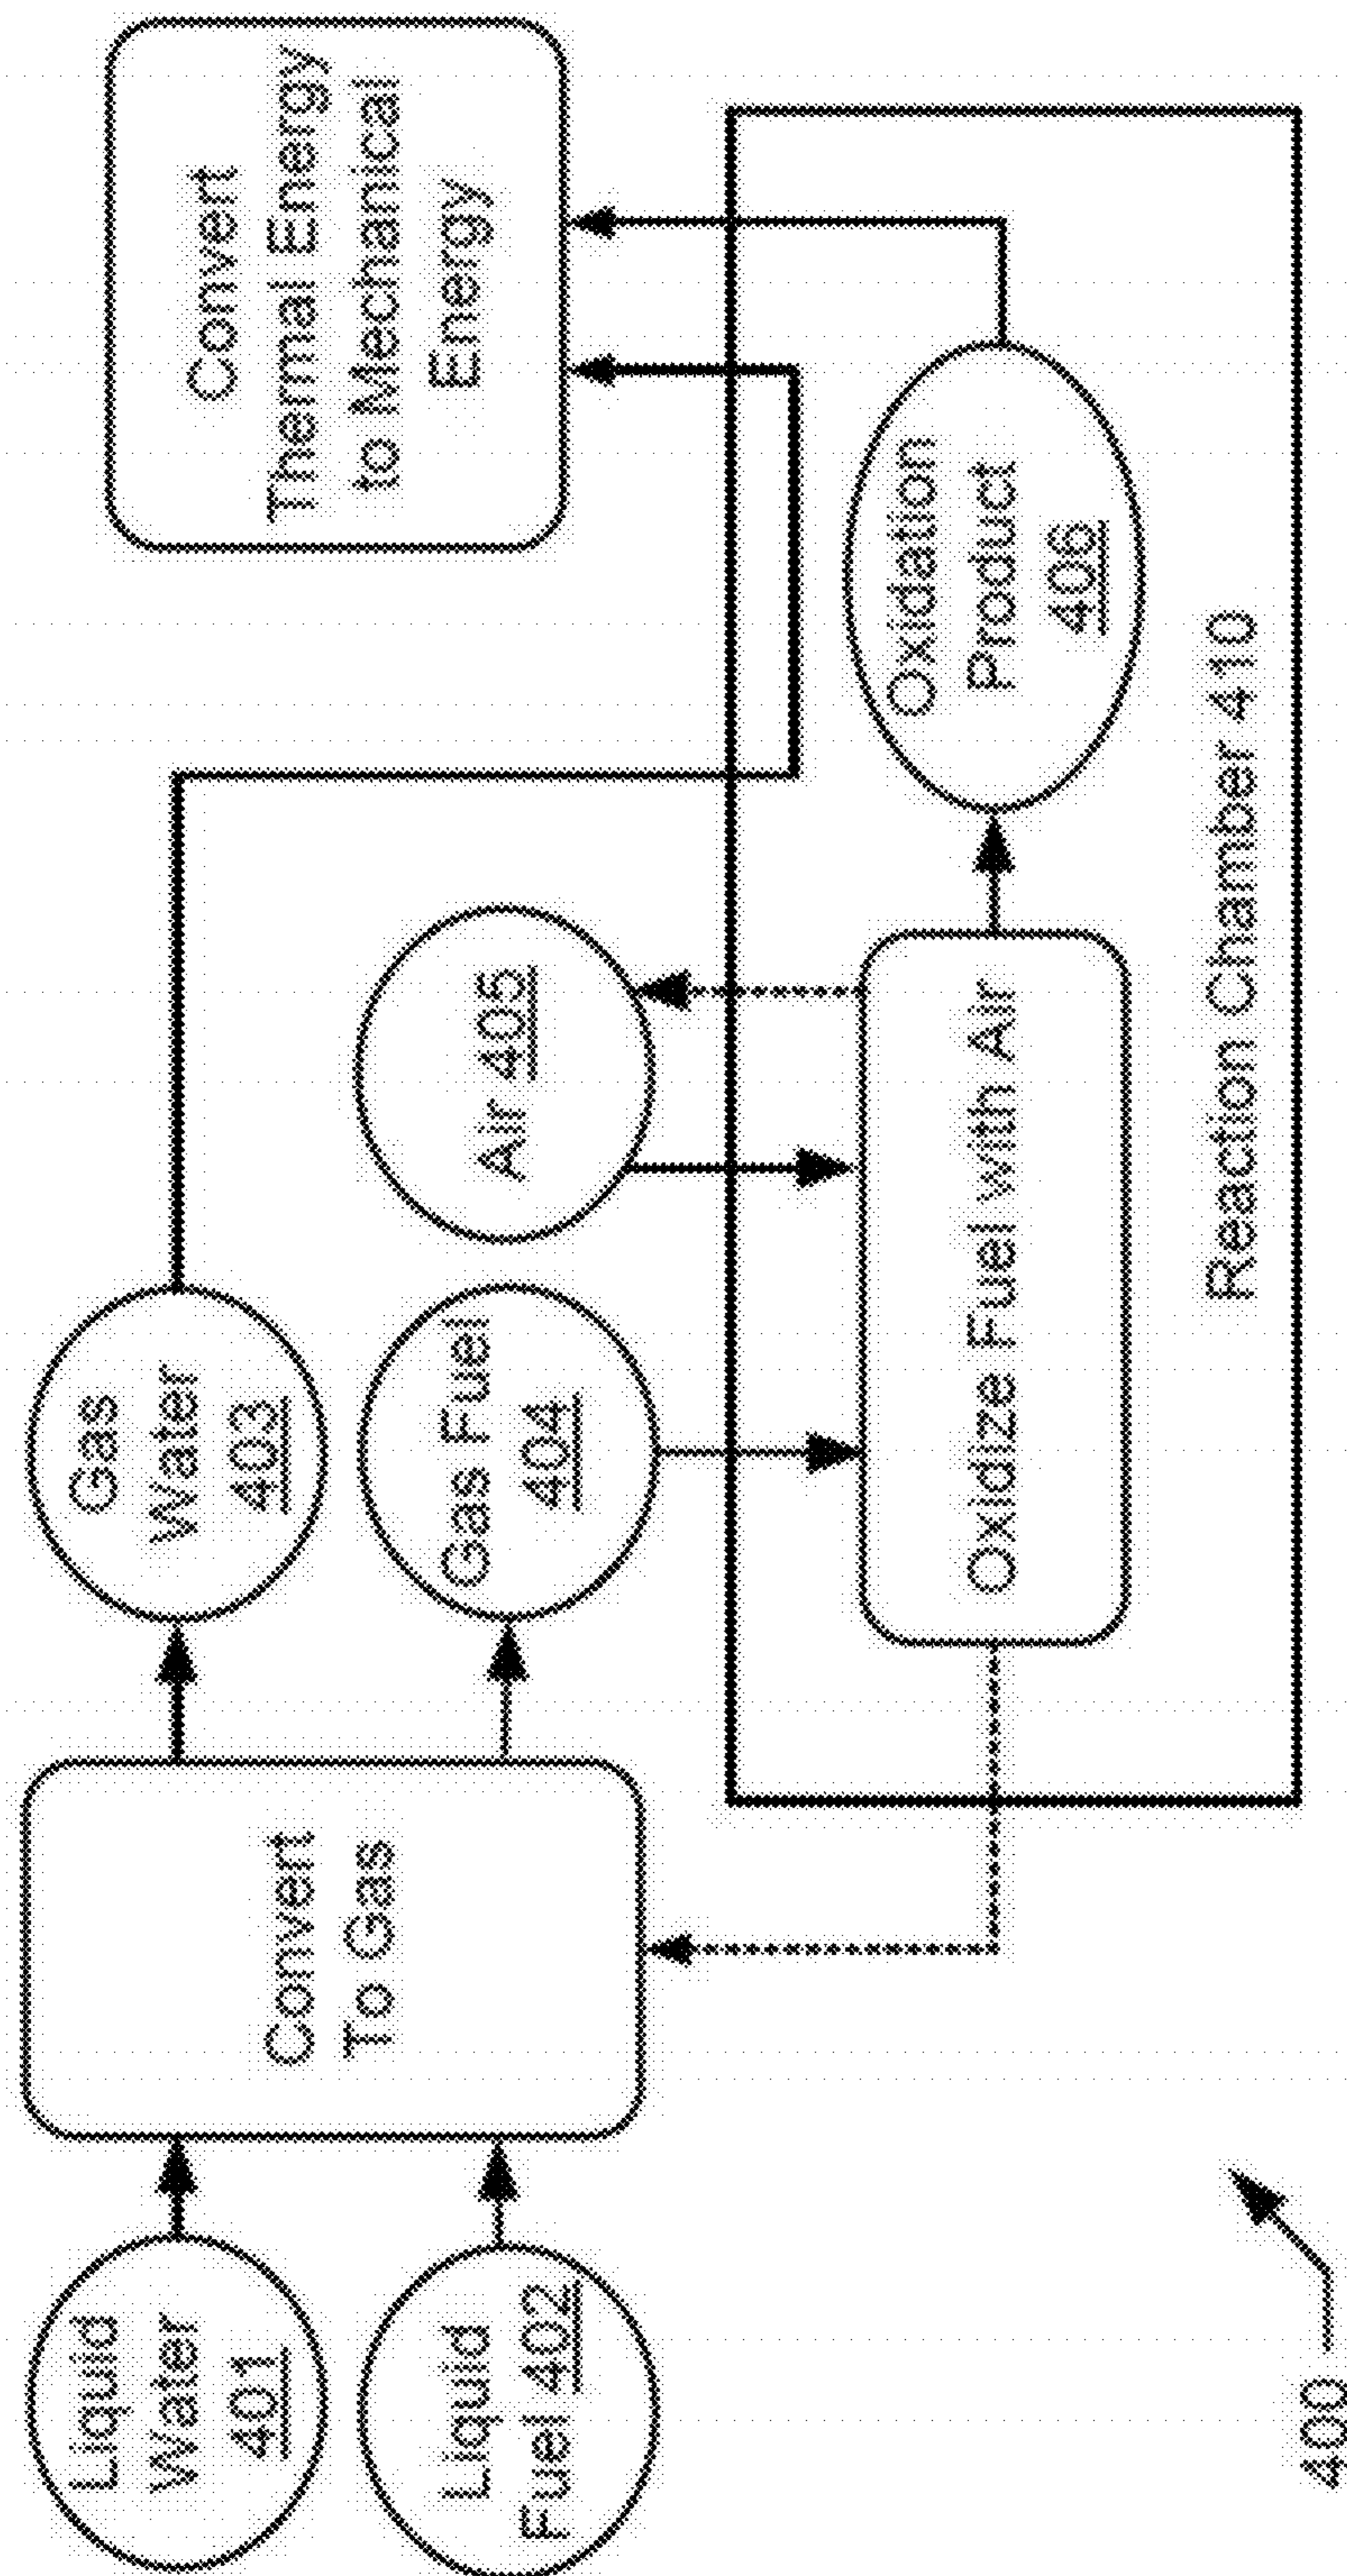 Liquid
Water
401
Liquid
Fuel 402
Convert
To Gas
Gas
Water
403
Gas Fuel
404
Air 405
Convert
Thermal Energy
to Mechanical
Energy
Oxidize Fuel with Air
Oxidation
Product
406
Reaction Chamber 410
400